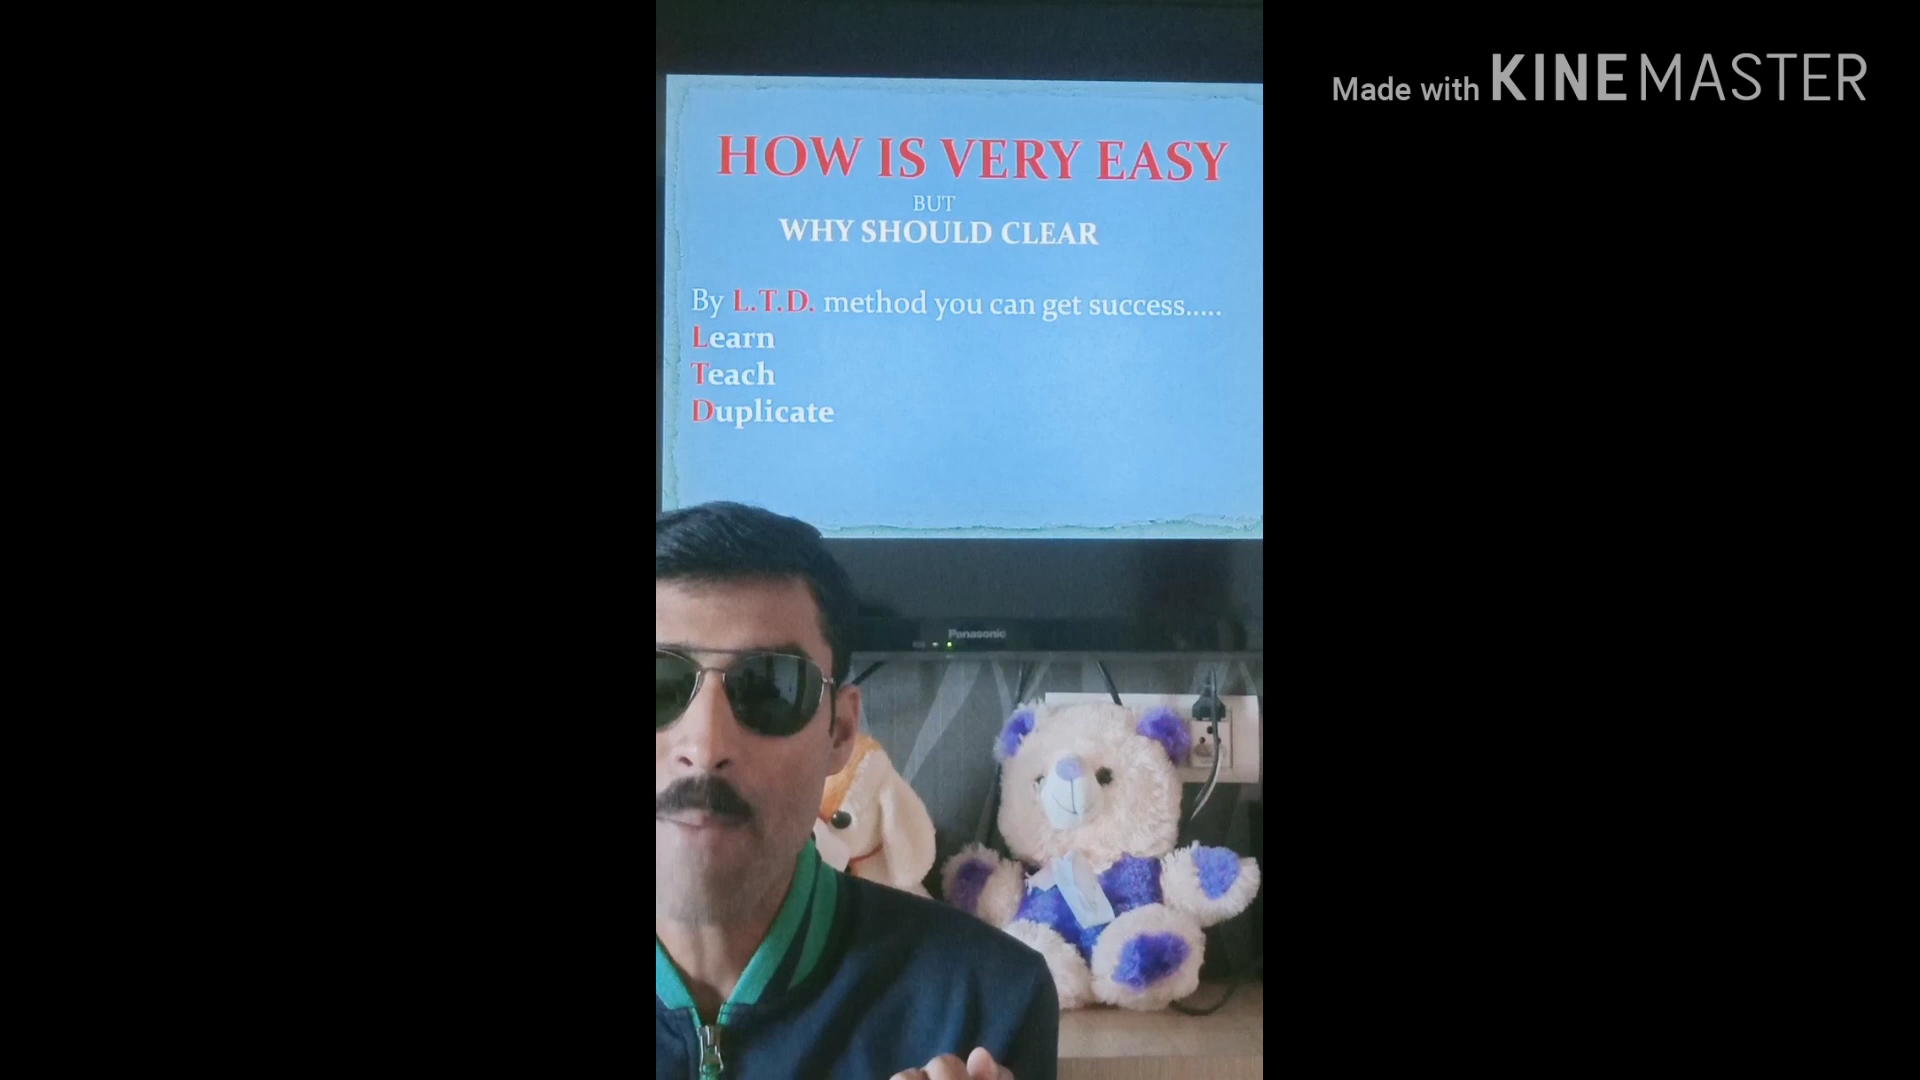 Made with KINEMASTER
HOW IS VERY EASY
BUT
WHY SHOULD CLEAR
By L.T.D. method you can get success.....
Learn
Teach
Duplicate
Panasonic